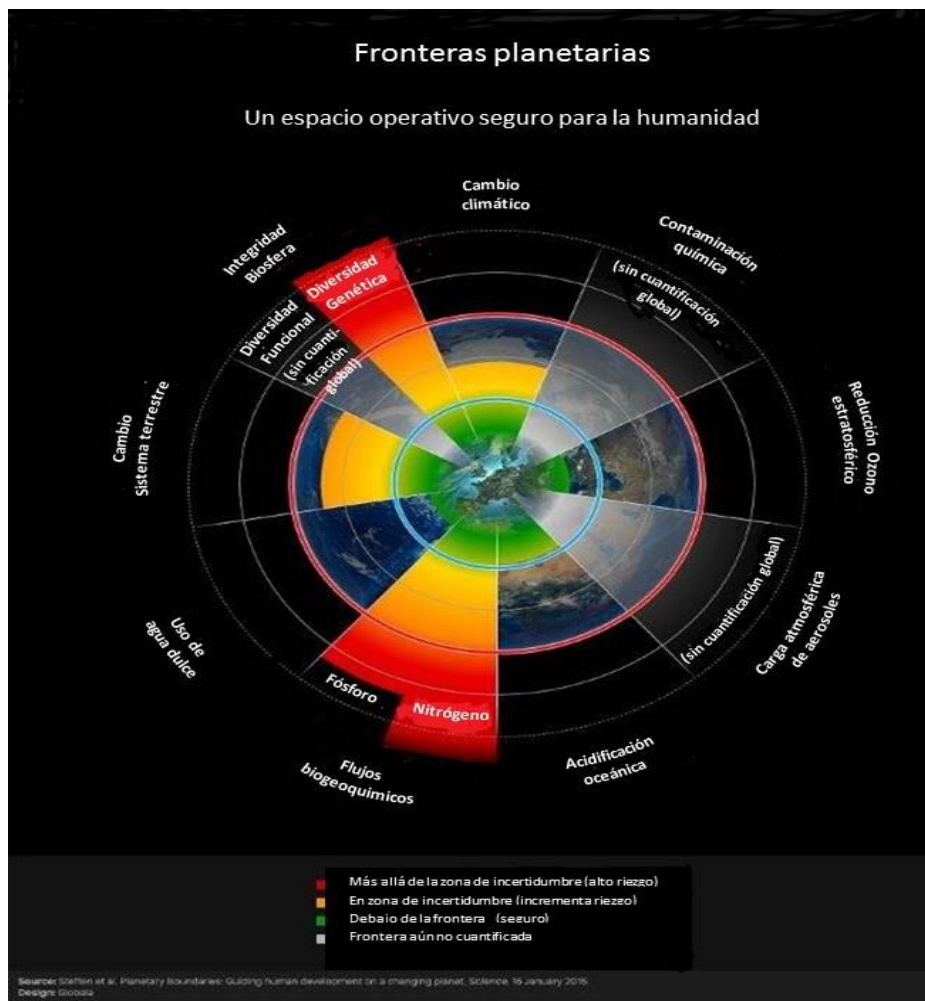 Fronteras planetarias
Un espacio operativo seguro para la humanidad
Cambio
climático
Contaminación
química
(sin cuantificación
global)
Reducción Ozono
estratosférico
Carga atmosférica
de aerosoles
(sin cuantificación global)
Acidificación
oceánica
Flujos
biogeoquimicos
Fósforo
Nitrógeno
Uso de
agua dulce
Cambio
Sistema terrestre
Integridad
Biosfera
Diversidad
Funcional
(sin cuanti-
ficación
global)
Diversidad
Genética
Más allá de la zona de incertidumbre (alto riezgo)
En zona de incertidumbre (incrementa riezgo)
Debaio de la frontera (seguro)
Frontera aún no cuantificada
Source: Steffen et al. Planetary Boundaries: Guiding human development on a changing planet, Science, 16 January 2015.
Design: Globaïa